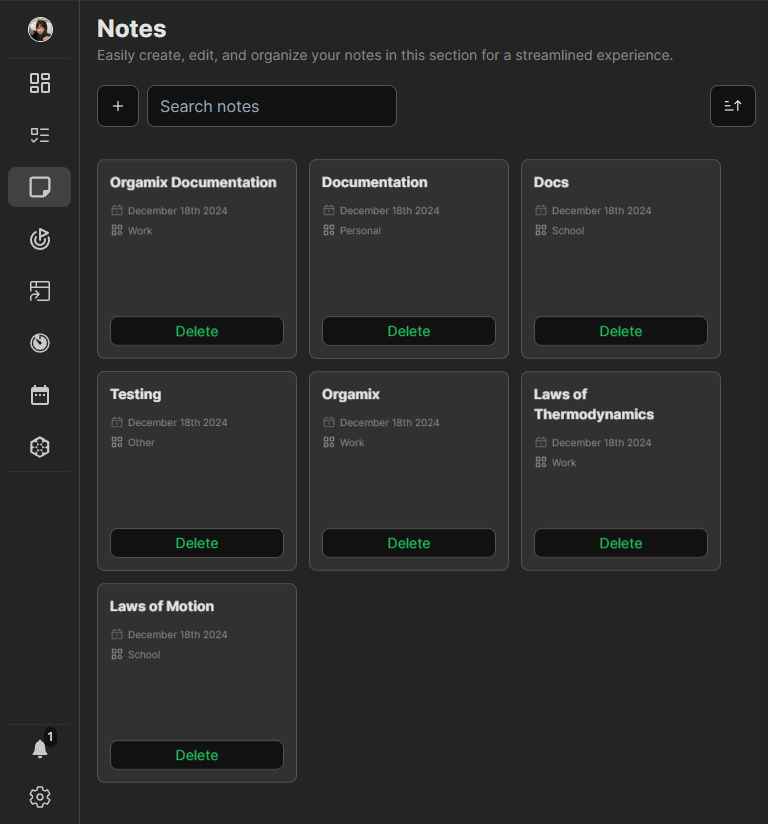 Notes
Easily create, edit, and organize your notes in this section for a streamlined experience.
+
Search notes
Orgamix Documentation
December 18th 2024
Work
Delete
Documentation
December 18th 2024
Personal
Delete
Docs
December 18th 2024
School
Delete
Testing
December 18th 2024
Other
Delete
Orgamix
December 18th 2024
Work
Delete
Laws of
Thermodynamics
December 18th 2024
Work
Delete
Laws of Motion
December 18th 2024
School
Delete
1